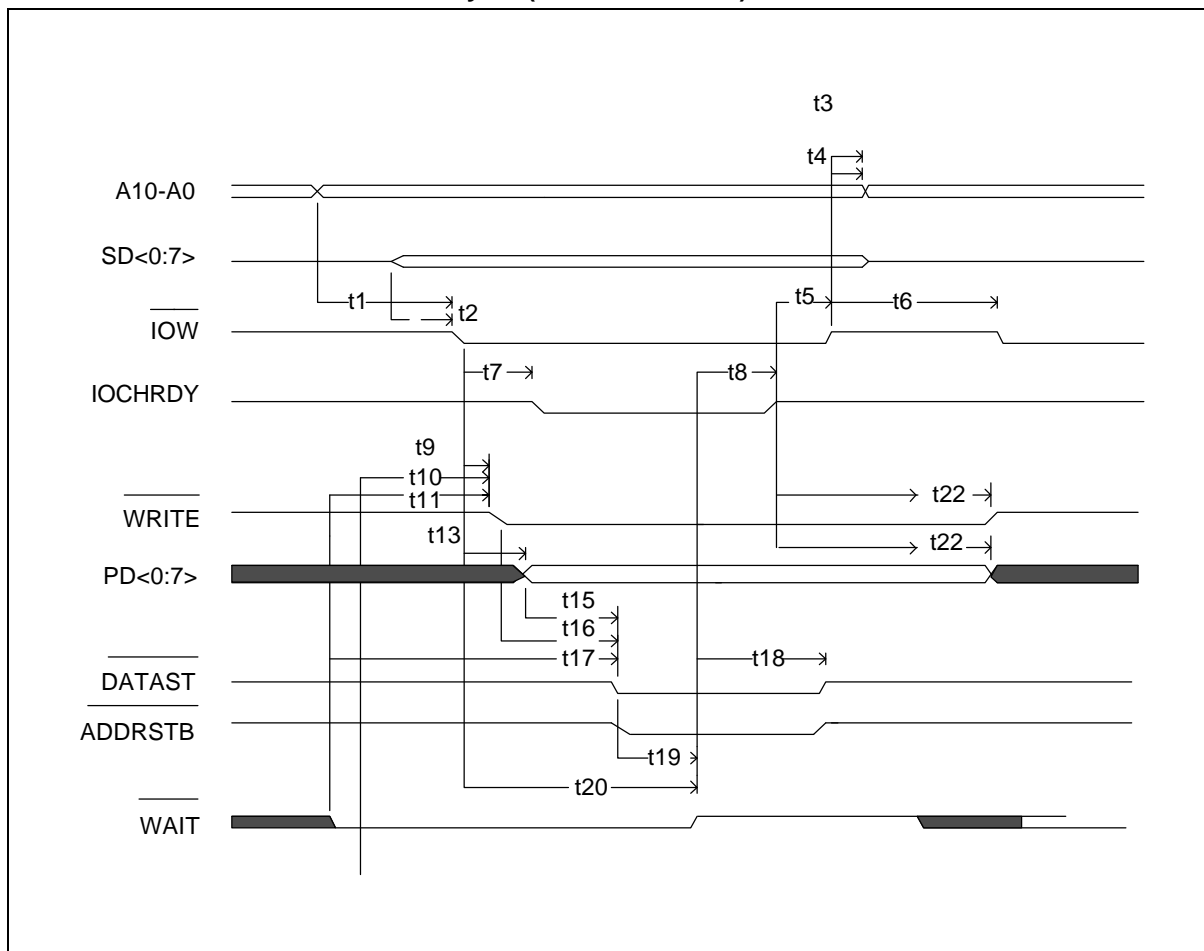 t3
t4
A10-A0
SD<0:7>
t1
t2
t5
t6
IOW
t7
t8
IOCHRDY
t9
t10
t11
t22
WRITE
t13
t22
PD<0:7>
t15
t16
t17
t18
DATAST
ADDRSTB
t19
t20
WAIT